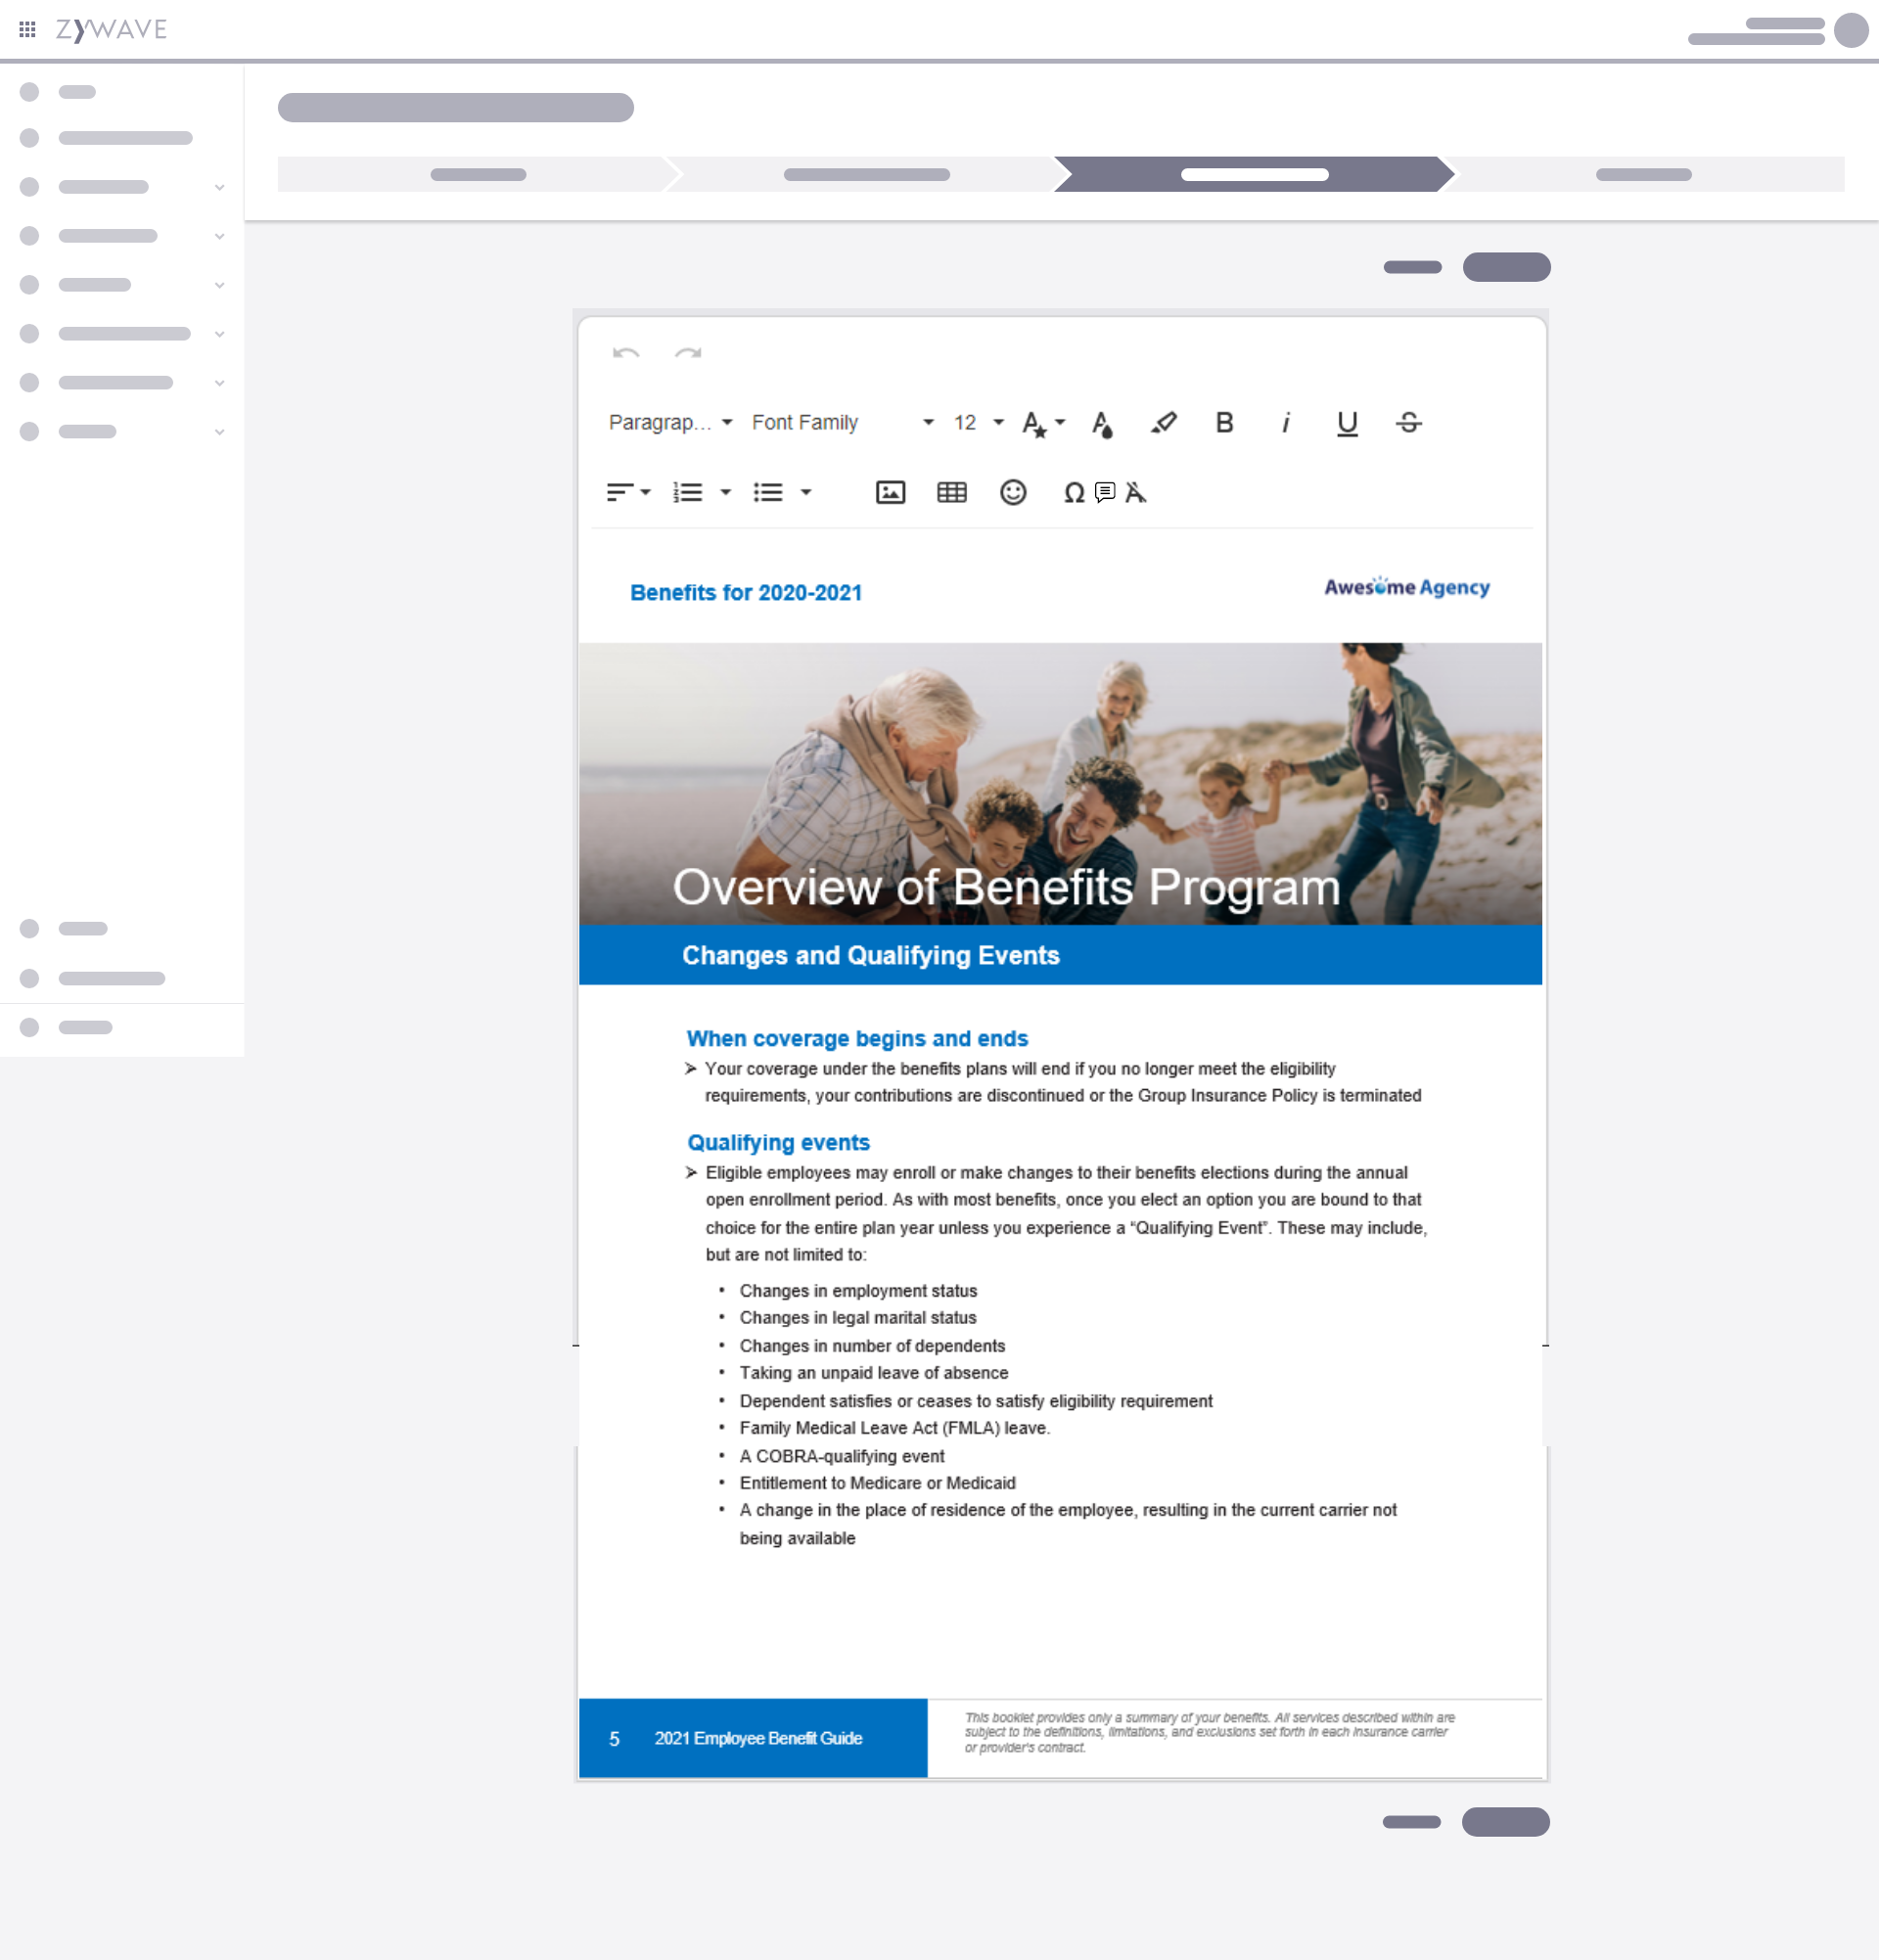 ZYWAVE
Paragrap... Font Family 12
Benefits for 2020-2021
Awesome Agency
Overview of Benefits Program
Changes and Qualifying Events
When coverage begins and ends
➢ Your coverage under the benefits plans will end if you no longer meet the eligibility
requirements, your contributions are discontinued or the Group Insurance Policy is terminated
Qualifying events
➢ Eligible employees may enroll or make changes to their benefits elections during the annual
open enrollment period. As with most benefits, once you elect an option you are bound to that
choice for the entire plan year unless you experience a “Qualifying Event”. These may include,
but are not limited to:
• Changes in employment status
• Changes in legal marital status
• Changes in number of dependents
• Taking an unpaid leave of absence
• Dependent satisfies or ceases to satisfy eligibility requirement
• Family Medical Leave Act (FMLA) leave.
• A COBRA-qualifying event
• Entitlement to Medicare or Medicaid
• A change in the place of residence of the employee, resulting in the current carrier not
being available
5 2021 Employee Benefit Guide
This booklet provides only a summary of your benefits. All services described within are
subject to the definitions, limitations, and exclusions set forth in each insurance carrier
or provider's contract.